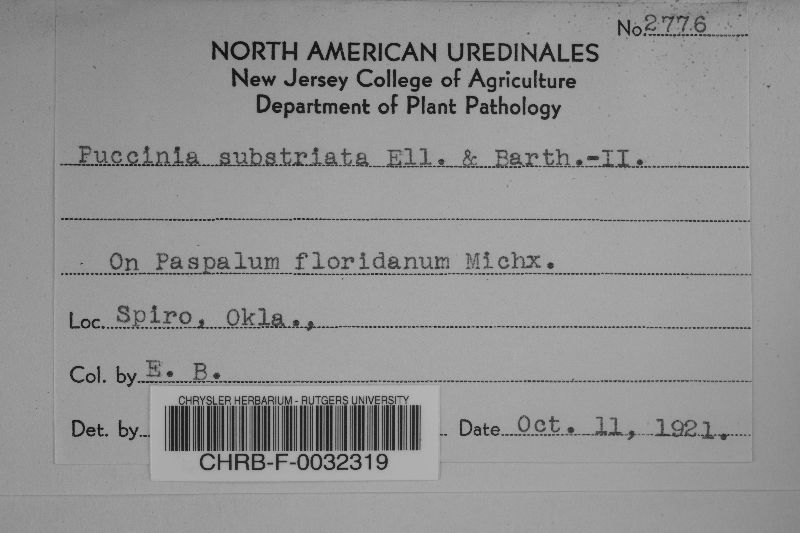 No. 2776
NORTH AMERICAN UREDINALES
New Jersey College of Agriculture
Department of Plant Pathology
Puccinia substriata Ell. & Barth.-II.
On Paspalum floridanum Michx.
Loc. Spiro, Okla.,
Col. by E. B.
Det. by Date Oct. 11, 1921.
CHRYSLER HERBARIUM - RUTGERS UNIVERSITY
CHRB-F-0032319